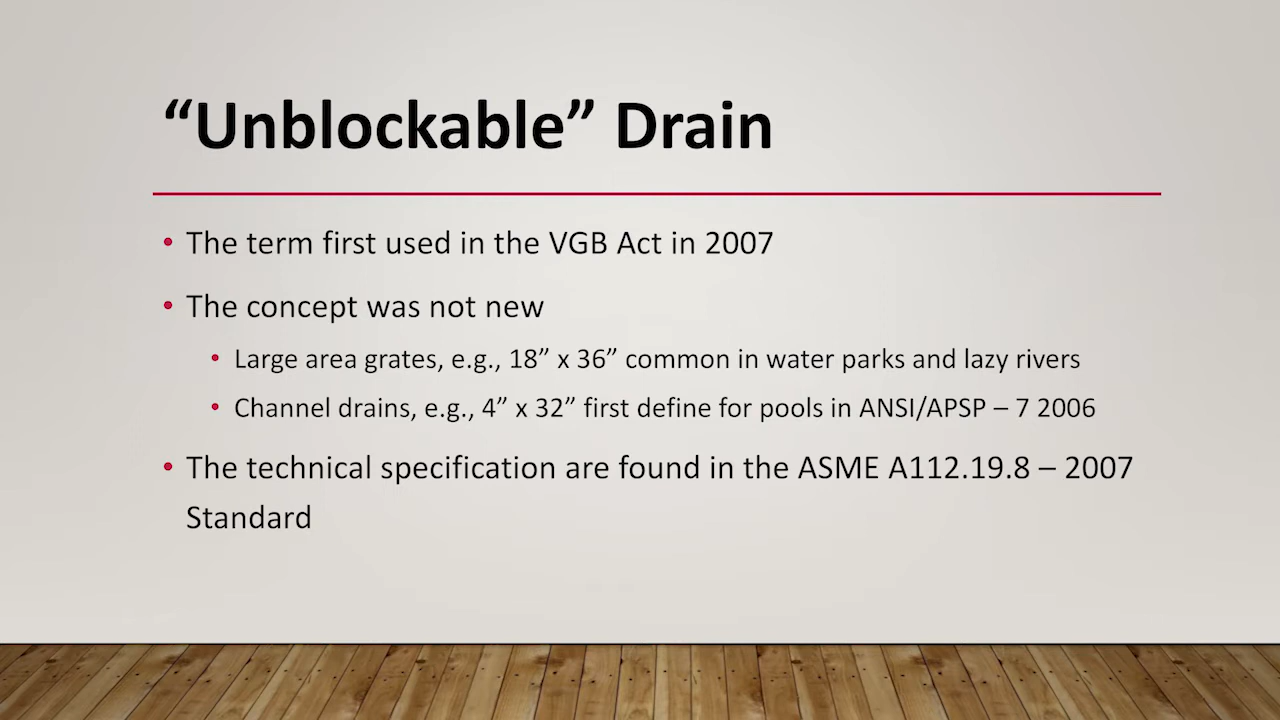 “Unblockable” Drain
• The term first used in the VGB Act in 2007
• The concept was not new
• Large area grates, e.g., 18” x 36” common in water parks and lazy rivers
• Channel drains, e.g., 4” x 32” first define for pools in ANSI/APSP – 7 2006
• The technical specification are found in the ASME A112.19.8 – 2007
Standard